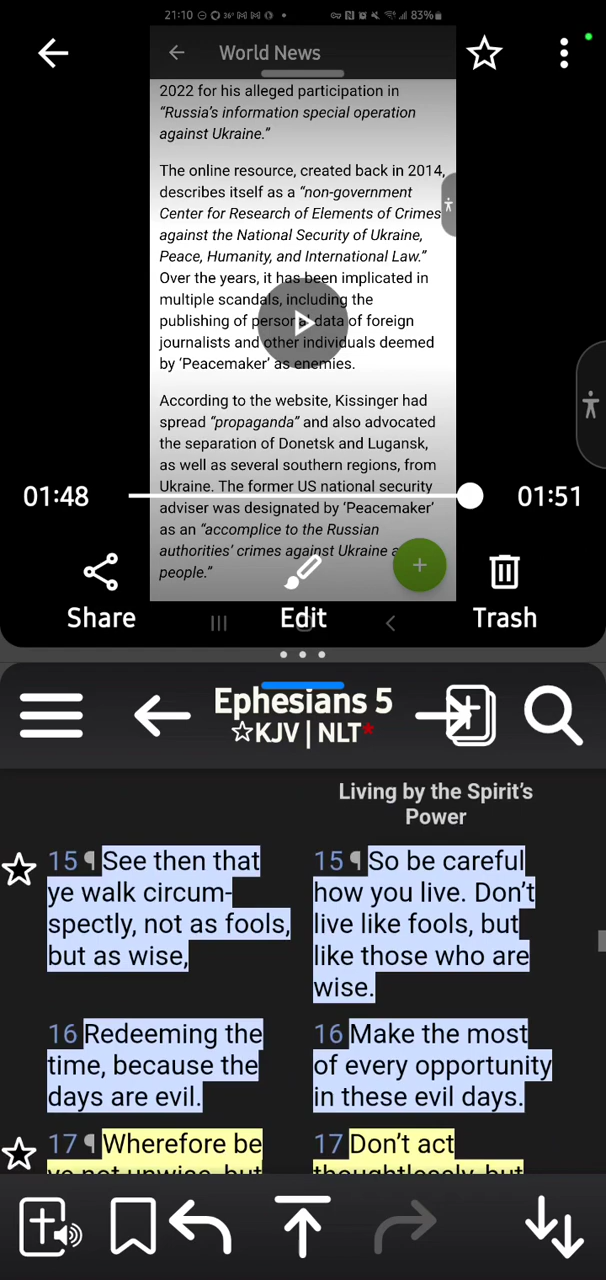 21:10 36° 83%
World News
2022 for his alleged participation in
“Russia’s information special operation
against Ukraine.”
The online resource, created back in 2014,
describes itself as a “non-government
Center for Research of Elements of Crimes
against the National Security of Ukraine,
Peace, Humanity, and International Law.”
Over the years, it has been implicated in
multiple scandals, including the
publishing of personal data of foreign
journalists and other individuals deemed
by ‘Peacemaker’ as enemies.
According to the website, Kissinger had
spread “propaganda” and also advocated
the separation of Donetsk and Lugansk,
as well as several southern regions, from
Ukraine. The former US national security
adviser was designated by ‘Peacemaker’
as an “accomplice to the Russian
authorities’ crimes against Ukraine
people.”
01:48 01:51
Share Edit Trash
Ephesians 5
☆KJV | NLT*
Living by the Spirit’s
Power
15 ¶ See then that
ye walk circum-
spectly, not as fools,
but as wise,
15 ¶ So be careful
how you live. Don’t
live like fools, but
like those who are
wise.
16 Redeeming the
time, because the
days are evil.
16 Make the most
of every opportunity
in these evil days.
17 ¶ Wherefore be
ye not unwise, but
17 Don’t act
thoughtlessly, but